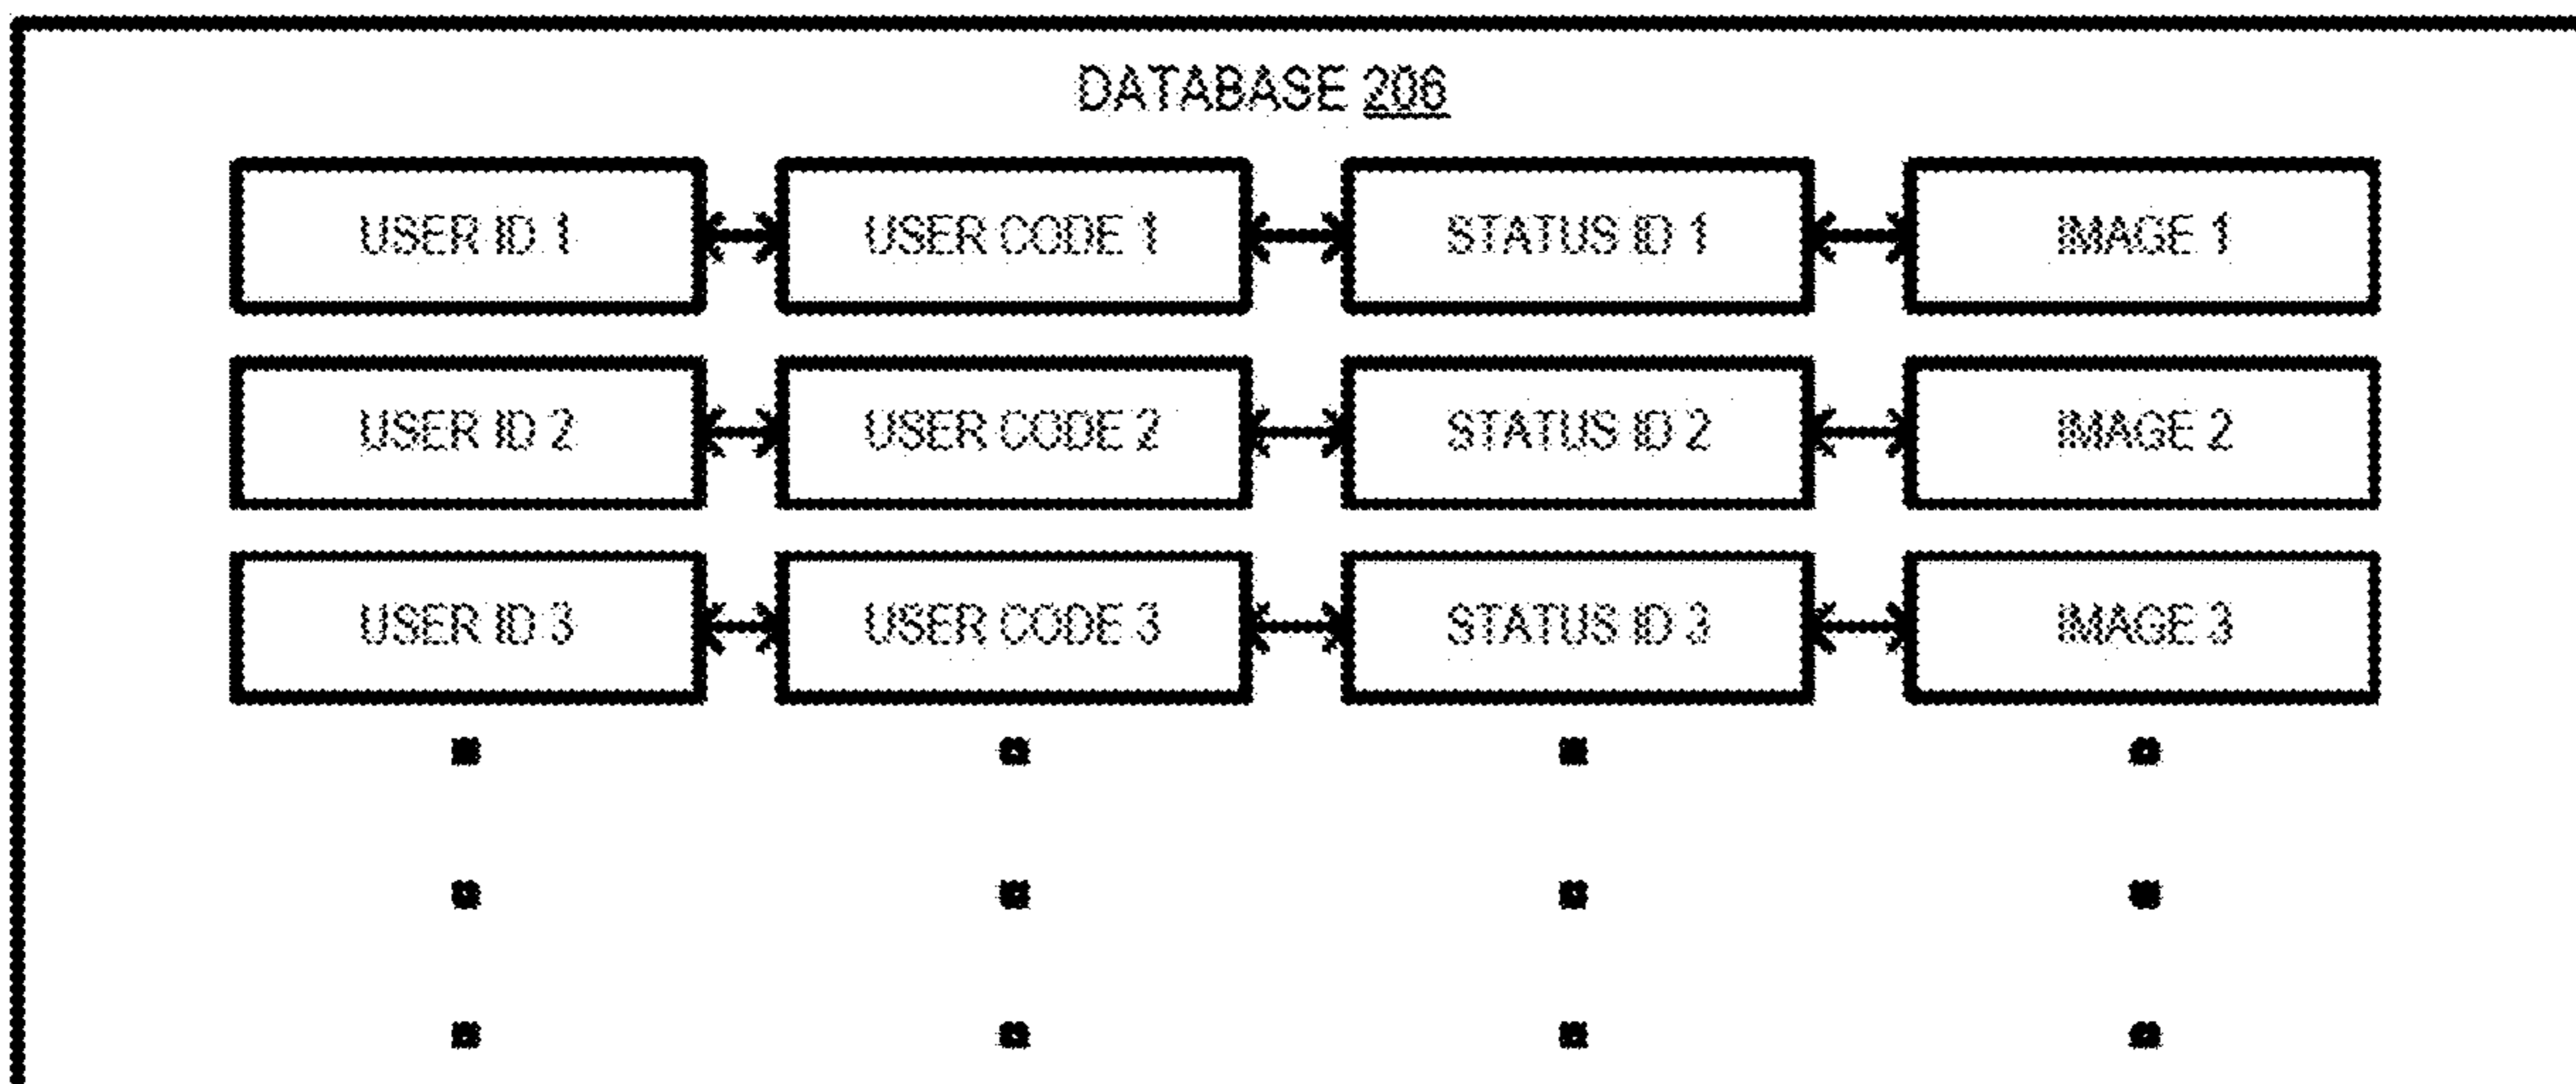 DATABASE 206
USER ID 1 USER CODE 1 STATUS ID 1 IMAGE 1
USER ID 2 USER CODE 2 STATUS ID 2 IMAGE 2
USER ID 3 USER CODE 3 STATUS ID 3 IMAGE 3